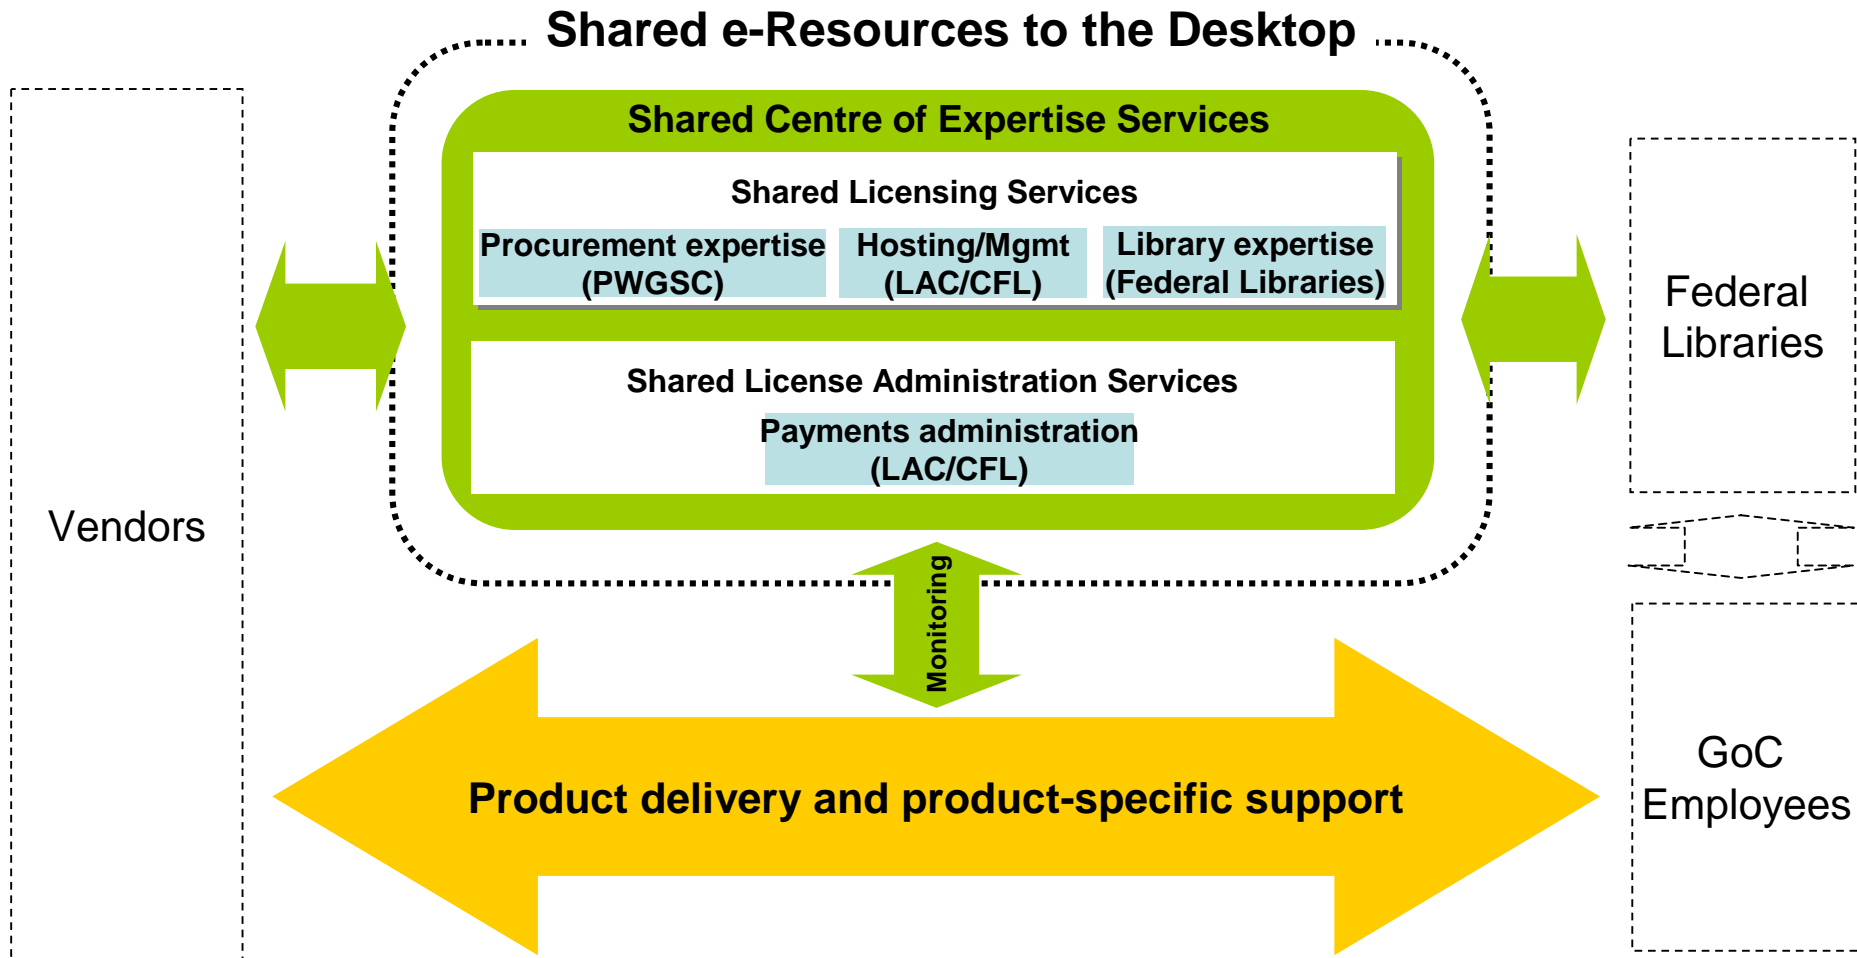 Shared e-Resources to the Desktop
Shared Centre of Expertise Services
Shared Licensing Services
Procurement expertise
(PWGSC)
Hosting/Mgmt
(LAC/CFL)
Library expertise
(Federal Libraries)
Shared License Administration Services
Payments administration
(LAC/CFL)
Vendors
Federal
Libraries
Monitoring
Product delivery and product-specific support
GoC
Employees